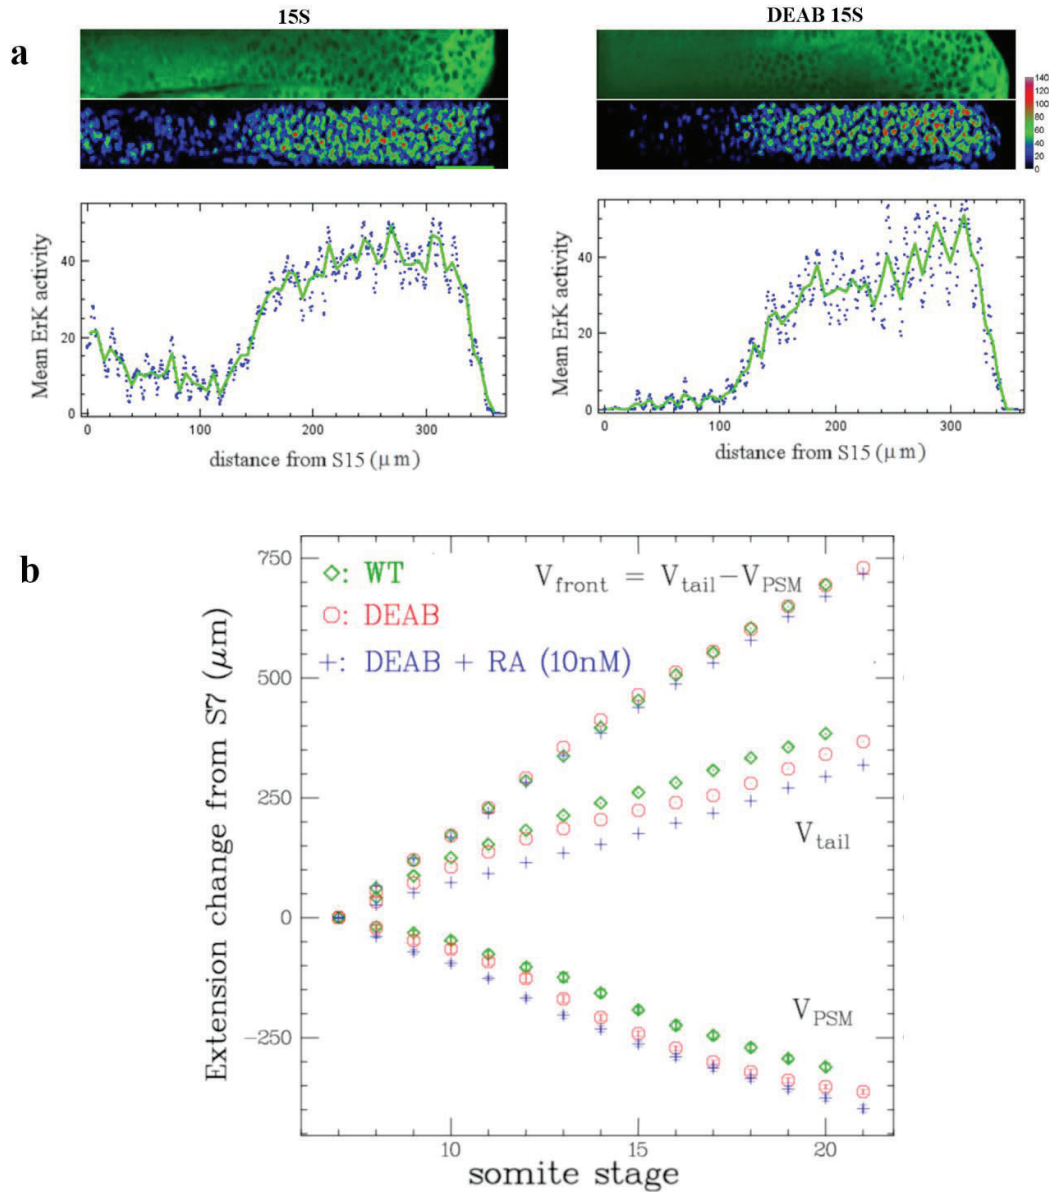 15S
DEAB 15S
a
140
120
100
80
60
40
20
0
Mean ErK activity
40
20
0
0 100 200 300
distance from S15 (μm)
Mean ErK activity
40
20
0
0 100 200 300
distance from S15 (μm)
b
Extension change from S7 (μm)
750
500
250
0
−250
◇: WT
○: DEAB
+: DEAB + RA (10nM)
V_front = V_tail−V_PSM
V_tail
V_PSM
10 15 20
somite stage